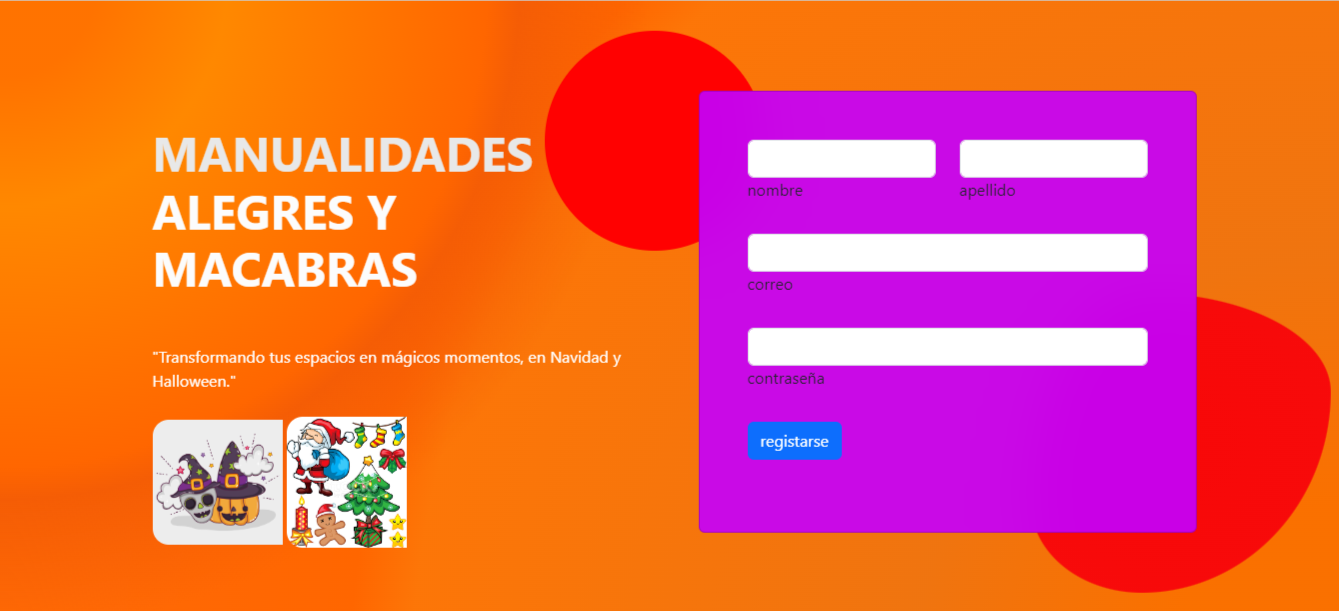 MANUALIDADES
ALEGRES Y
MACABRAS
"Transformando tus espacios en mágicos momentos, en Navidad y
Halloween."
nombre
apellido
correo
contraseña
registarse